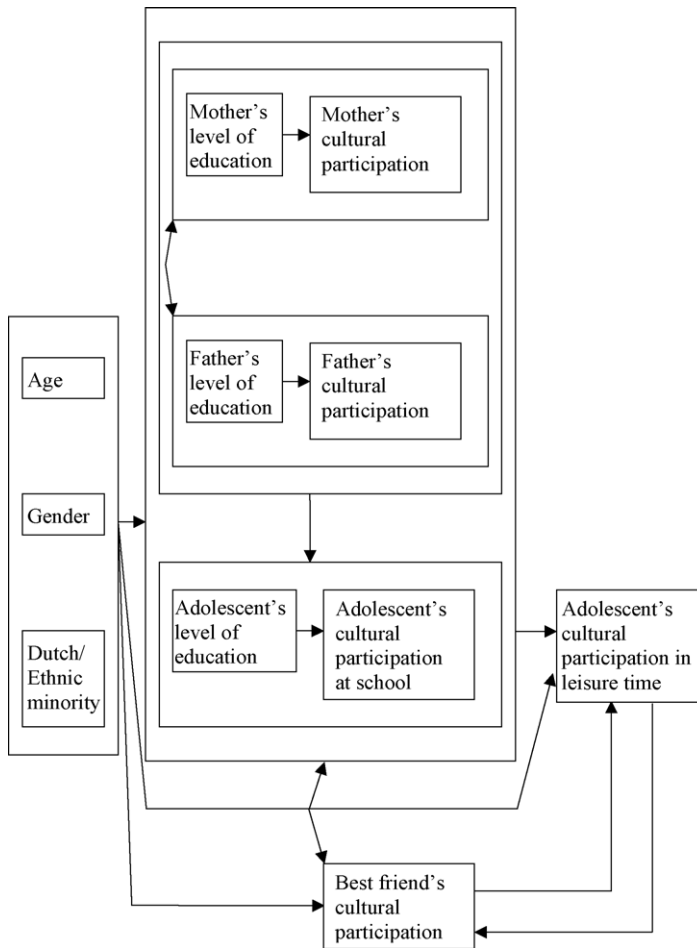 Mother’s
level of
education
Mother’s
cultural
participation
Father’s
level of
education
Father’s
cultural
participation
Age
Gender
Dutch/
Ethnic
minority
Adolescent’s
level of
education
Adolescent’s
cultural
participation
at school
Adolescent’s
cultural
participation in
leisure time
Best friend’s
cultural
participation